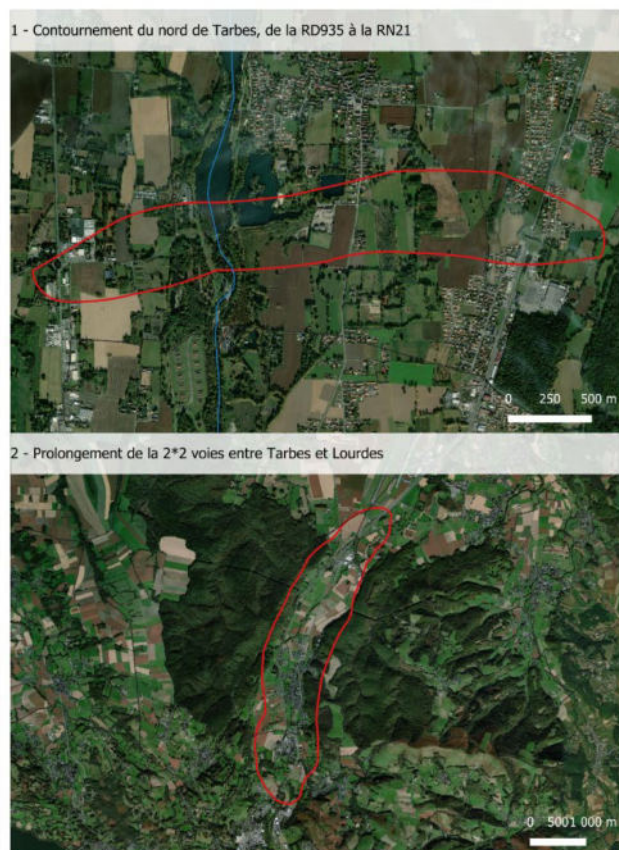 1 - Contournement du nord de Tarbes, de la RD935 à la RN21
0 250 500 m
2 - Prolongement de la 2*2 voies entre Tarbes et Lourdes
0 5001 000 m